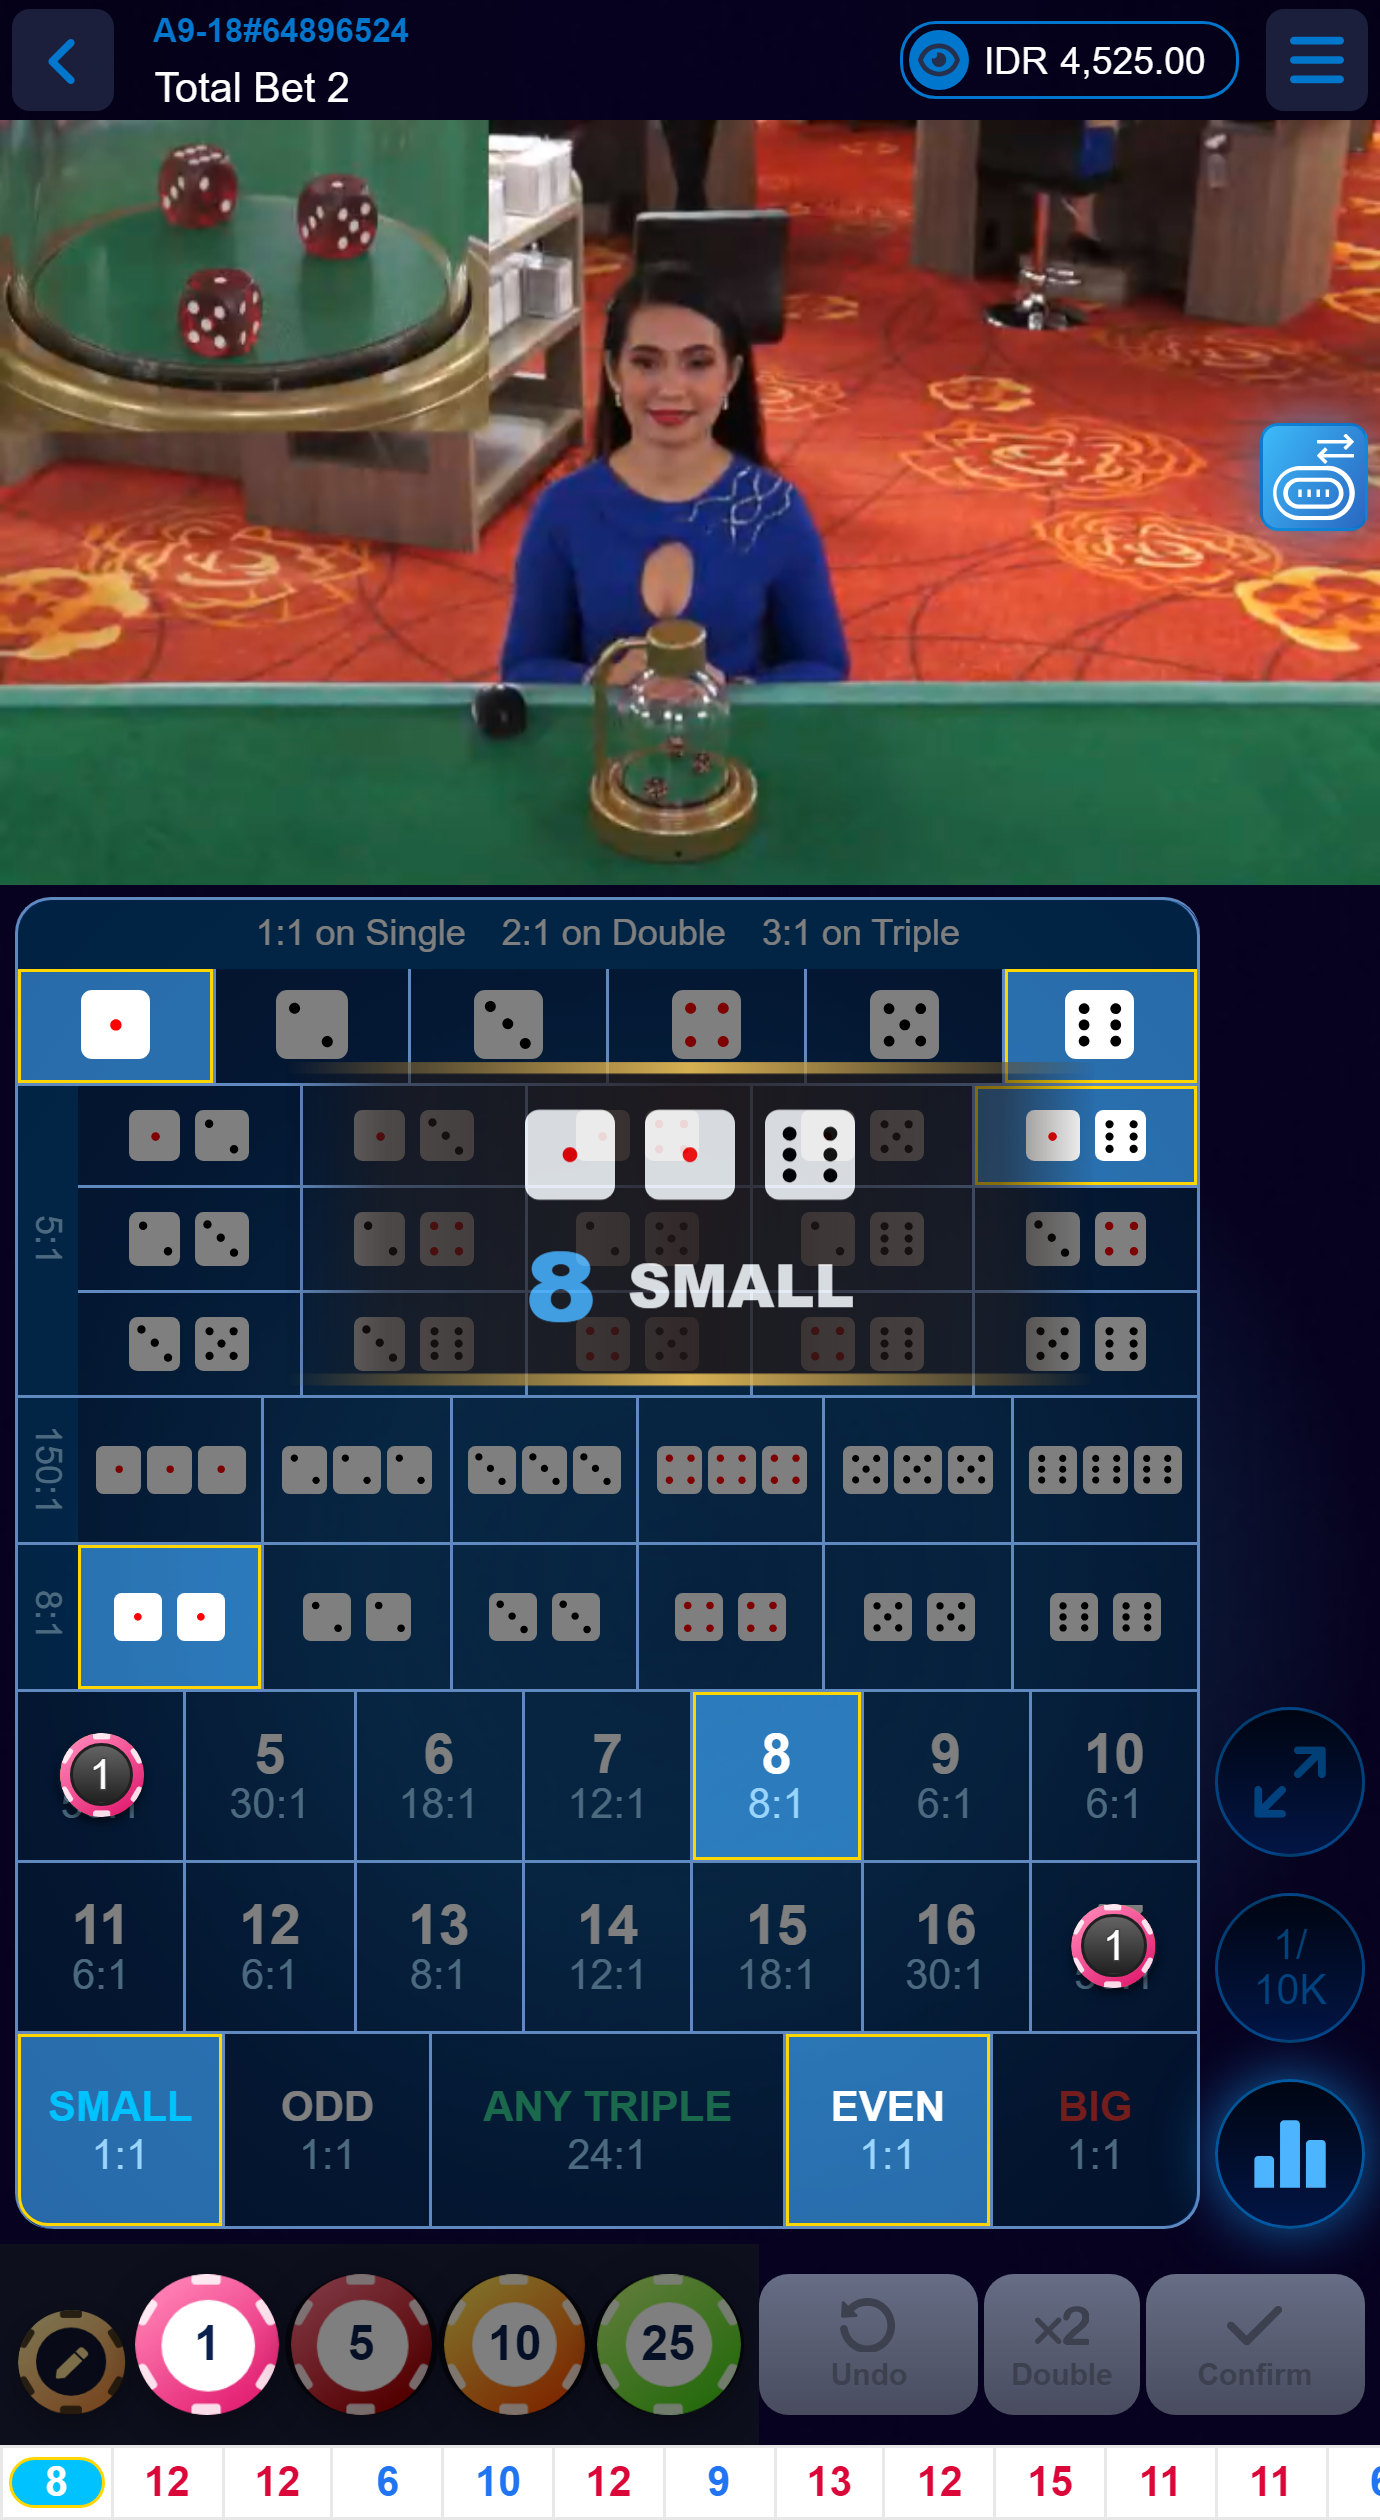 A9-18#64896524
Total Bet 2
IDR 4,525.00
1:1 on Single 2:1 on Double 3:1 on Triple
5:1
8 SMALL
150:1
8:1
1
5 6 7 8 9 10
30:1 18:1 12:1 8:1 6:1 6:1
11 12 13 14 15 16
1
6:1 6:1 8:1 12:1 18:1 30:1
1/
10K
SMALL ODD ANY TRIPLE EVEN BIG
1:1 1:1 24:1 1:1 1:1
1 5 10 25
x2
Undo Double Confirm
8 12 12 6 10 12 9 13 12 15 11 11